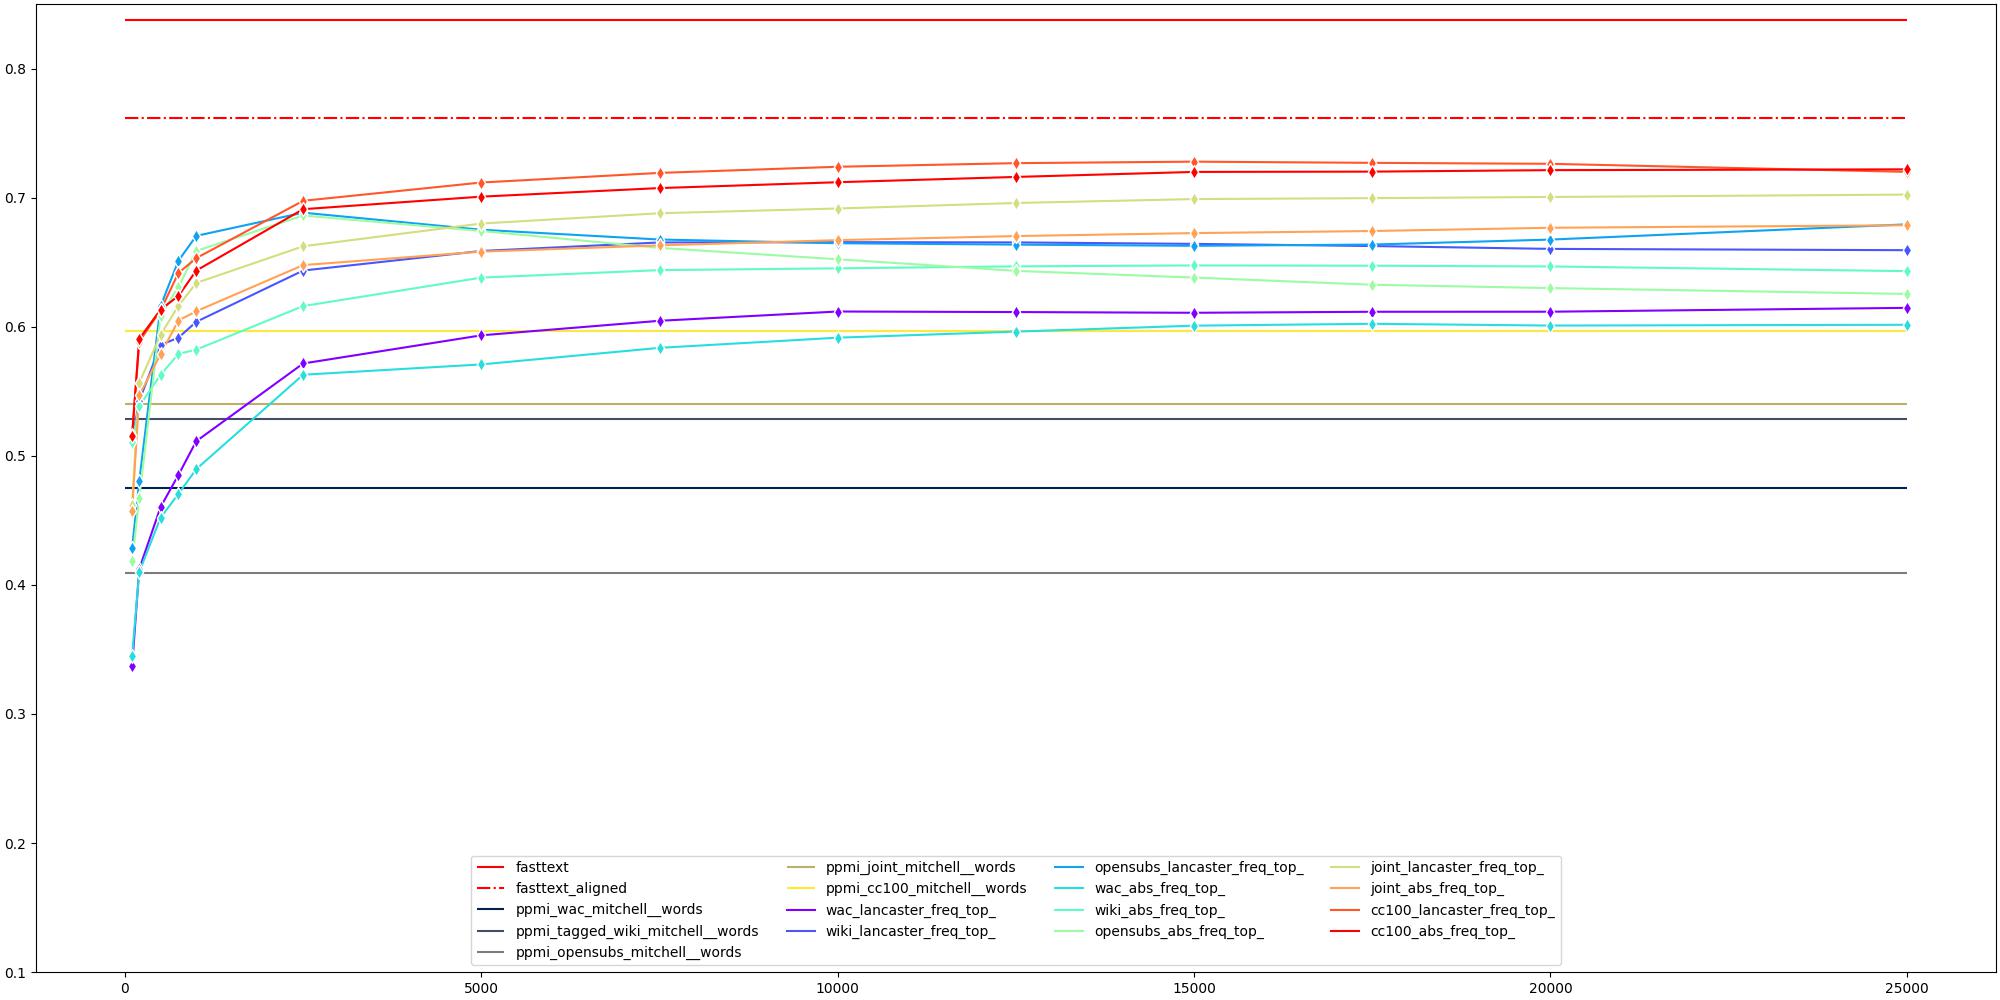 0.8
0.7
0.6
0.5
0.4
0.3
0.2
0.1
fasttext
fasttext_aligned
ppmi_wac_mitchell__words
ppmi_tagged_wiki_mitchell__words
ppmi_opensubs_mitchell__words
ppmi_joint_mitchell__words
ppmi_cc100_mitchell__words
wac_lancaster_freq_top_
wiki_lancaster_freq_top_
opensubs_lancaster_freq_top_
wac_abs_freq_top_
wiki_abs_freq_top_
opensubs_abs_freq_top_
joint_lancaster_freq_top_
joint_abs_freq_top_
cc100_lancaster_freq_top_
cc100_abs_freq_top_
0 5000 10000 15000 20000 25000